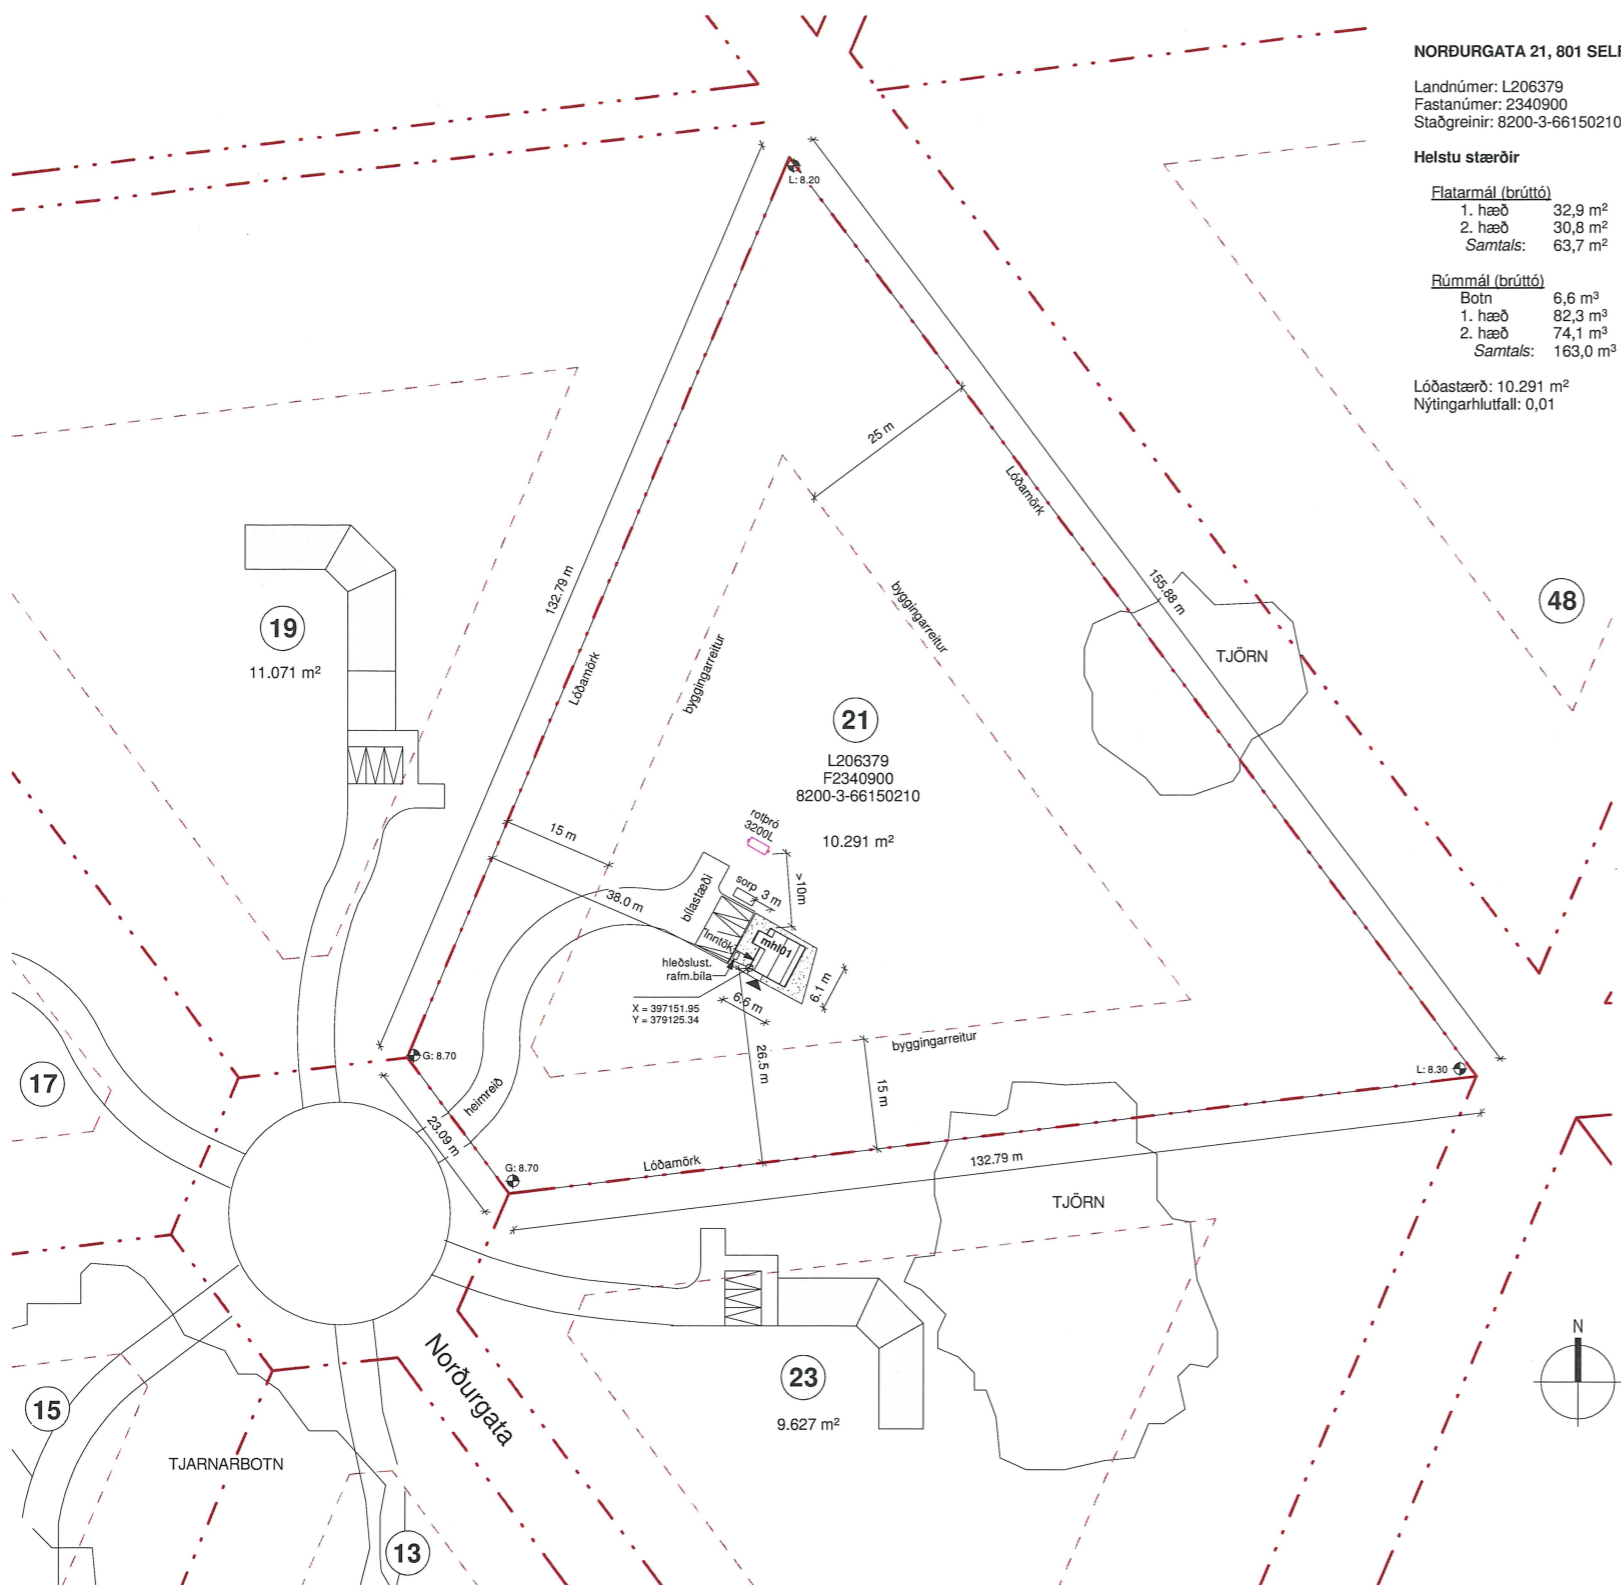 NORÐURGATA 21, 801 SELF
Landnúmer: L206379
Fastanúmer: 2340900
Staðgreinir: 8200-3-66150210
Helstu stærðir
Flatarmál (brúttó)
1. hæð 32,9 m²
2. hæð 30,8 m²
Samtals: 63,7 m²
Rúmmál (brúttó)
Botn 6,6 m³
1. hæð 82,3 m³
2. hæð 74,1 m³
Samtals: 163,0 m³
Lóðastærð: 10.291 m²
Nýtingarhlutfall: 0,01
L: 8.20
25 m
Lóðamörk
132.79 m
155.88 m
48
19
11.071 m²
Lóðamörk
byggingarreitur
byggingarreitur
TJÖRN
21
L206379
F2340900
8200-3-66150210
10.291 m²
rotþró
3200L
15 m
38.0 m
bílastæði
sorp
3 m
>10m
Inntök
mhl01
hleðslust.
rafm.bíla
6.6 m
6.1 m
X = 397151.95
Y = 379125.34
26.5 m
byggingarreitur
15 m
G: 8.70
L: 8.30
17
heimreið
23.09 m
G: 8.70
Lóðamörk
132.79 m
TJÖRN
Norðurgata
23
9.627 m²
N
15
TJARNARBOTN
13